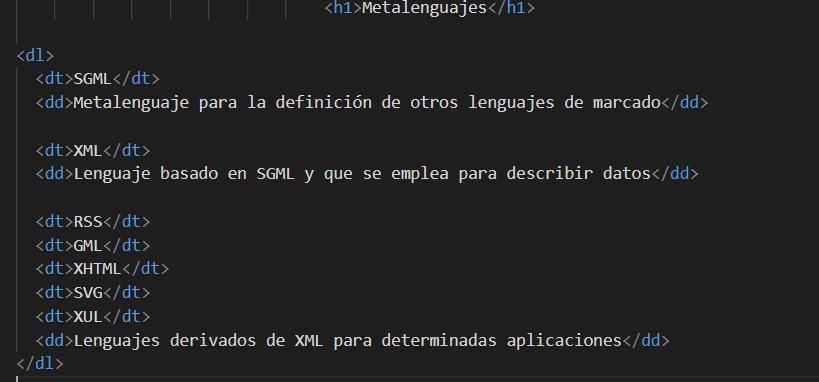 <h1>Metalenguajes</h1>
<dl>
<dt>SGML</dt>
<dd>Metalenguaje para la definición de otros lenguajes de marcado</dd>
<dt>XML</dt>
<dd>Lenguaje basado en SGML y que se emplea para describir datos</dd>
<dt>RSS</dt>
<dt>GML</dt>
<dt>XHTML</dt>
<dt>SVG</dt>
<dt>XUL</dt>
<dd>Lenguajes derivados de XML para determinadas aplicaciones</dd>
</dl>